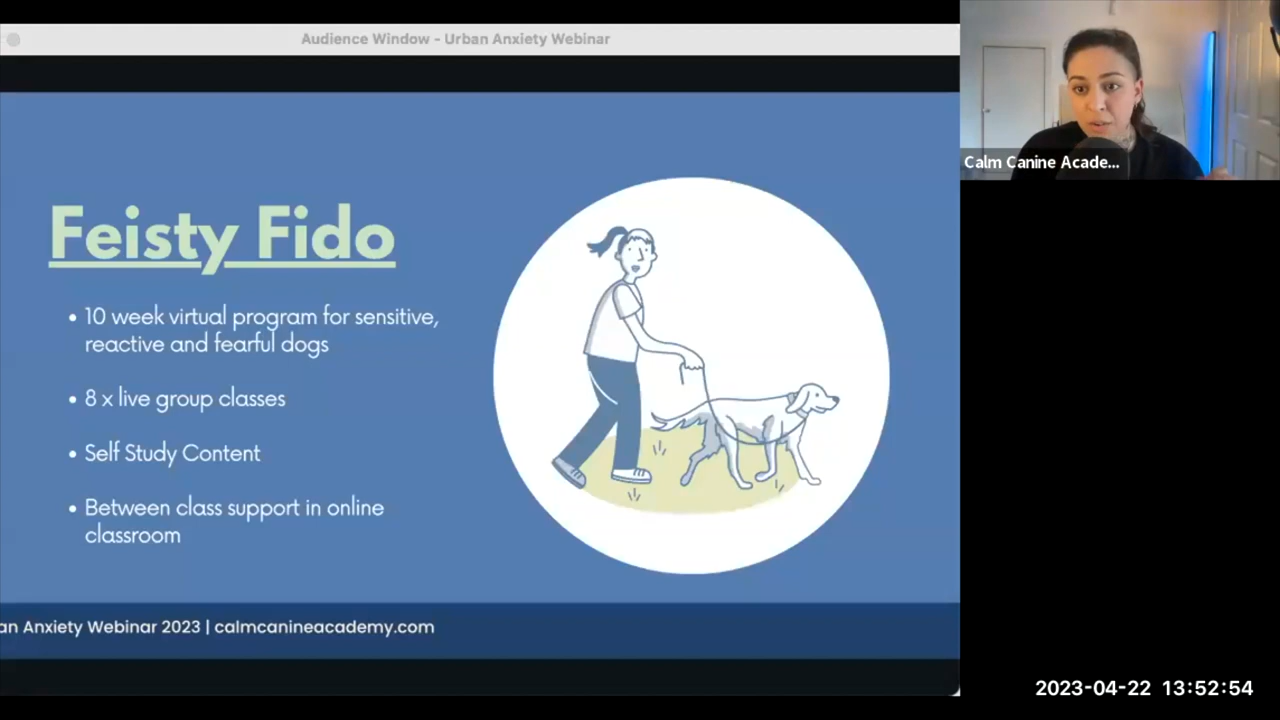 Audience Window - Urban Anxiety Webinar
Calm Canine Acade...
Feisty Fido
• 10 week virtual program for sensitive,
reactive and fearful dogs
• 8 x live group classes
• Self Study Content
• Between class support in online
classroom
an Anxiety Webinar 2023 | calmcanineacademy.com
2023-04-22 13:52:54